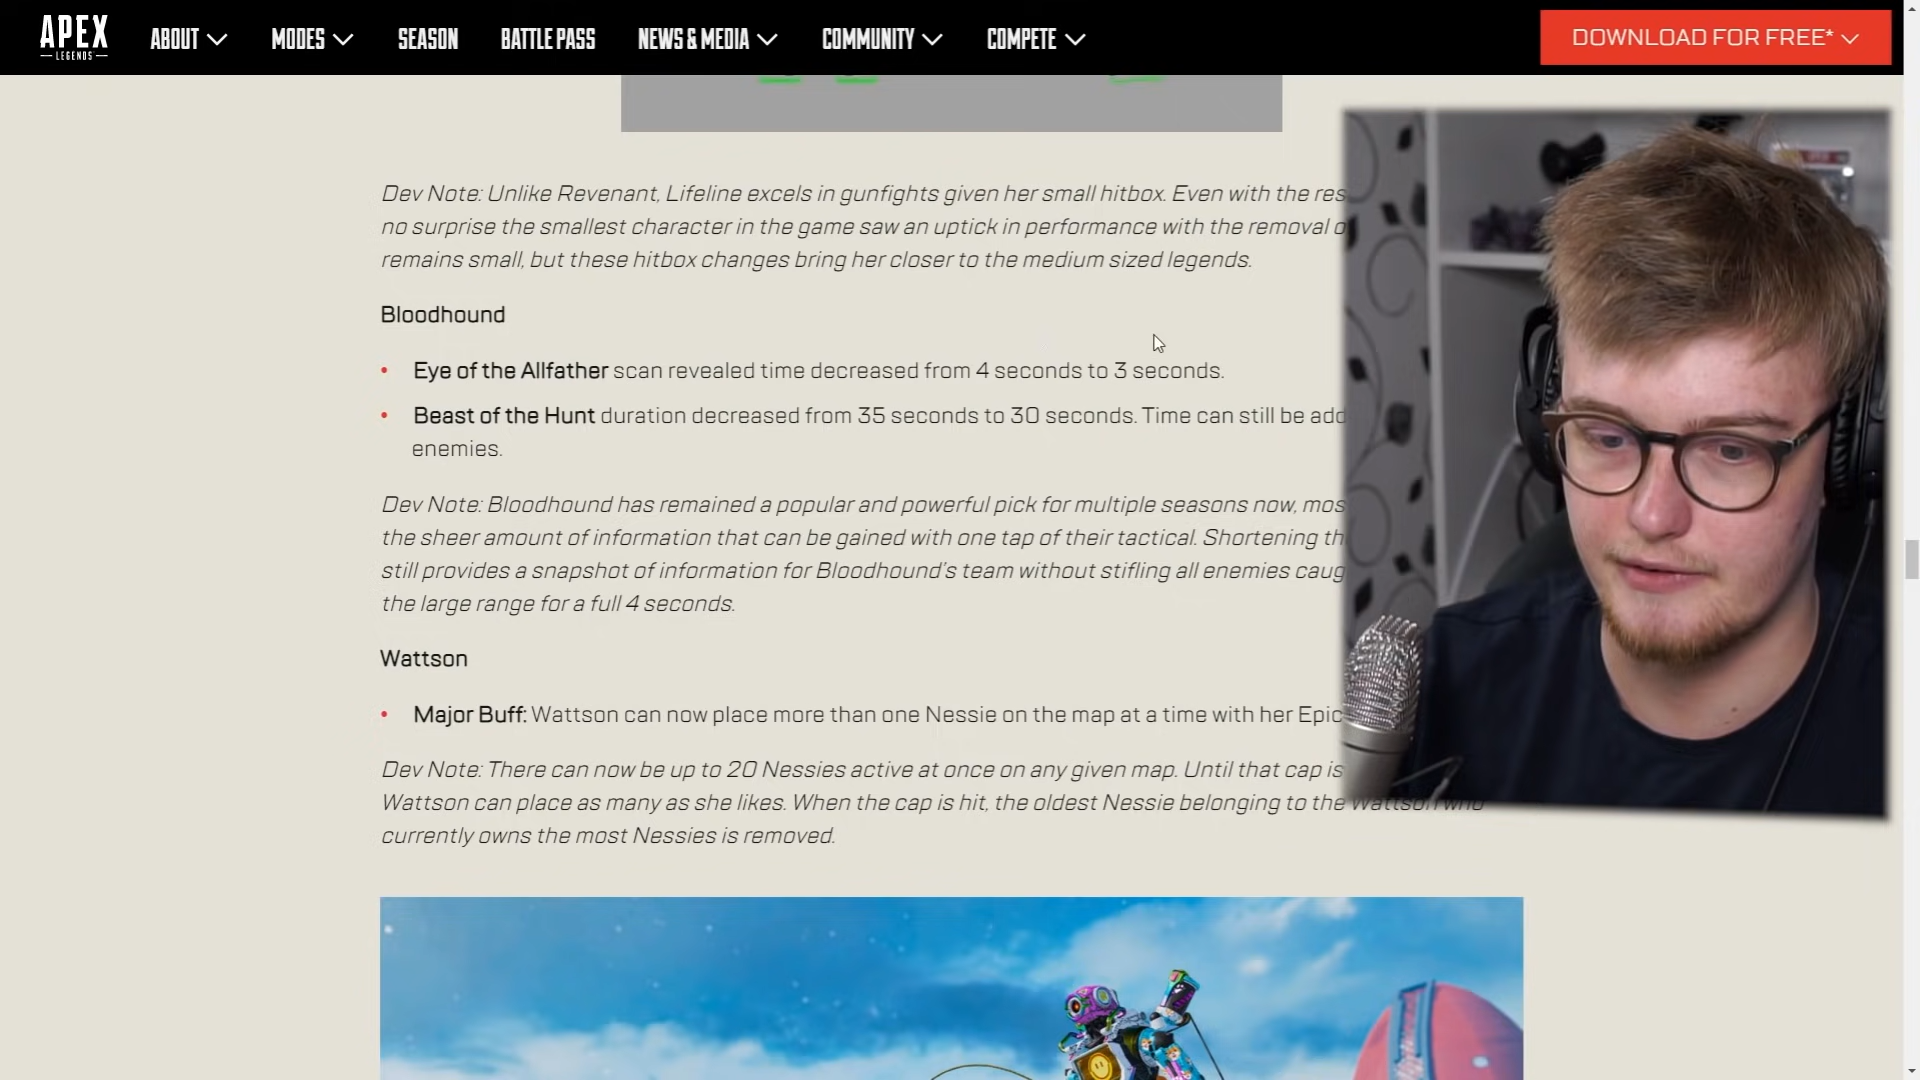 APEX
LEGENDS
ABOUT MODES SEASON BATTLE PASS NEWS & MEDIA COMMUNITY COMPETE DOWNLOAD FOR FREE*
Dev Note: Unlike Revenant, Lifeline excels in gunfights given her small hitbox. Even with the res
no surprise the smallest character in the game saw an uptick in performance with the removal o
remains small, but these hitbox changes bring her closer to the medium sized legends.
Bloodhound
• Eye of the Allfather scan revealed time decreased from 4 seconds to 3 seconds.
• Beast of the Hunt duration decreased from 35 seconds to 30 seconds. Time can still be add
enemies.
Dev Note: Bloodhound has remained a popular and powerful pick for multiple seasons now, mos
the sheer amount of information that can be gained with one tap of their tactical. Shortening th
still provides a snapshot of information for Bloodhound's team without stifling all enemies caug
the large range for a full 4 seconds.
Wattson
• Major Buff: Wattson can now place more than one Nessie on the map at a time with her Epic
Dev Note: There can now be up to 20 Nessies active at once on any given map. Until that cap is
Wattson can place as many as she likes. When the cap is hit, the oldest Nessie belonging to the Wattson who
currently owns the most Nessies is removed.